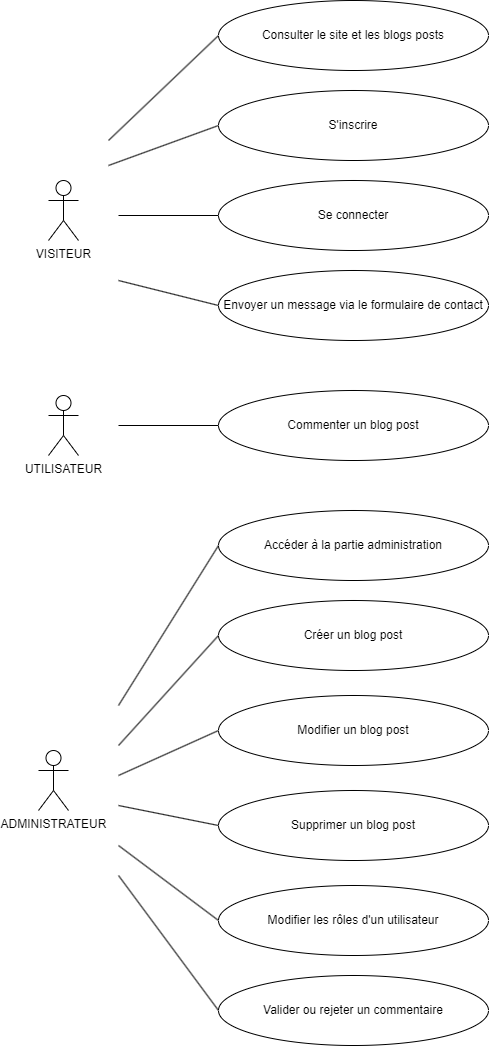 Consulter le site et les blogs posts
S'inscrire
Se connecter
VISITEUR
Envoyer un message via le formulaire de contact
Commenter un blog post
UTILISATEUR
Accéder à la partie administration
Créer un blog post
Modifier un blog post
ADMINISTRATEUR
Supprimer un blog post
Modifier les rôles d'un utilisateur
Valider ou rejeter un commentaire